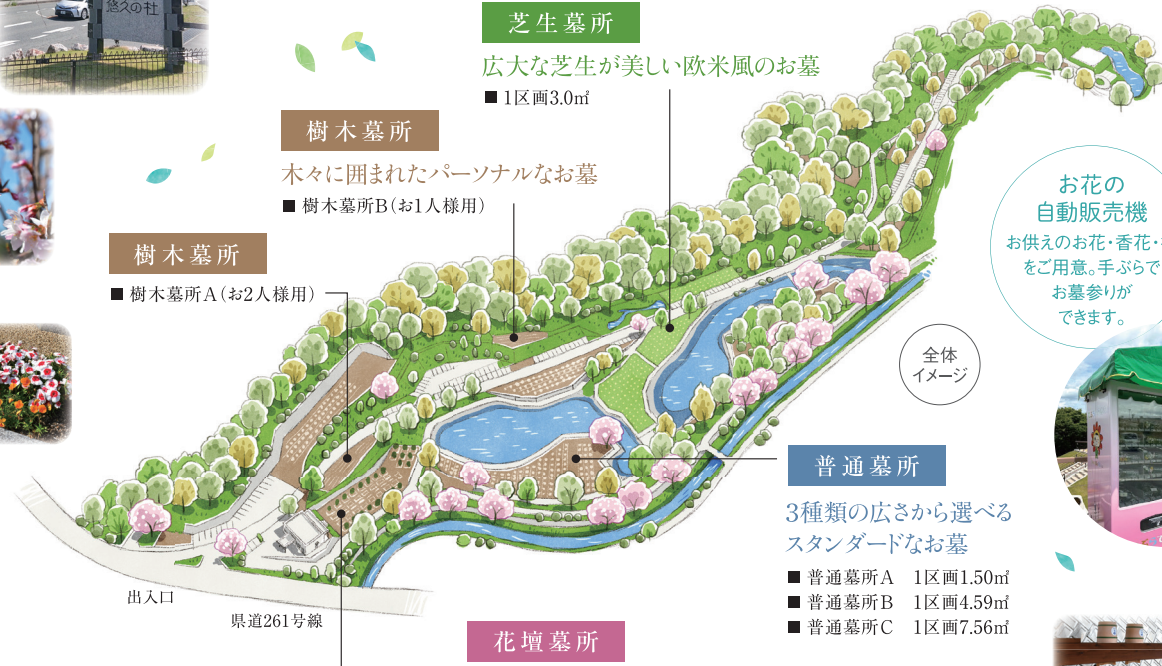 悠久の杜
芝生墓所
広大な芝生が美しい欧米風のお墓
■ 1区画3.0㎡
樹木墓所
木々に囲まれたパーソナルなお墓
■ 樹木墓所B(お1人様用)
樹木墓所
■ 樹木墓所A(お2人様用)
お花の
自動販売機
お供えのお花・香花・
をご用意。手ぶらで
お墓参りが
できます。
全体
イメージ
普通墓所
3種類の広さから選べる
スタンダードなお墓
■ 普通墓所A 1区画1.50㎡
■ 普通墓所B 1区画4.59㎡
■ 普通墓所C 1区画7.56㎡
出入口
県道261号線
花壇墓所